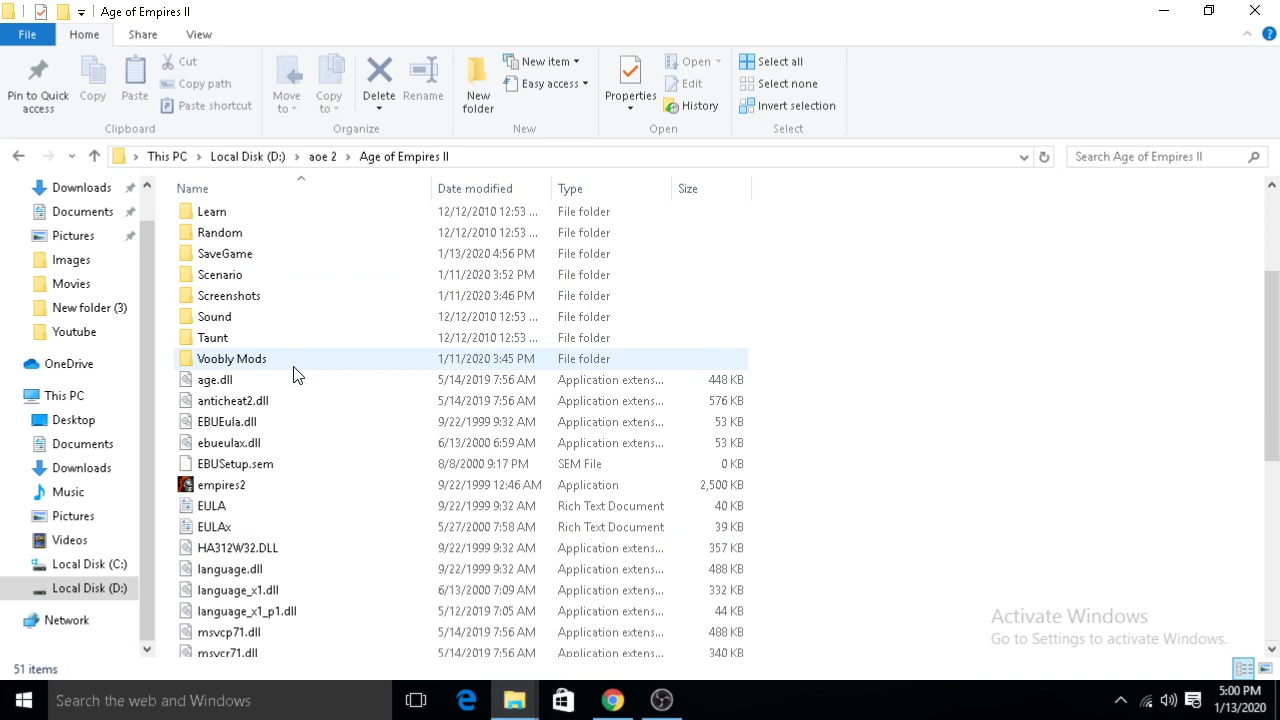 Age of Empires II
File Home Share View
Pin to Quick access
Copy
Paste
Cut
Copy path
Paste shortcut
Clipboard
Move to
Copy to
Delete
Rename
Organize
New folder
New item
Easy access
New
Properties
Open
Edit
History
Open
Select all
Select none
Invert selection
Select
This PC Local Disk (D:) aoe 2 Age of Empires II
Search Age of Empires II
Downloads
Documents
Pictures
Images
Movies
New folder (3)
Youtube
OneDrive
This PC
Desktop
Documents
Downloads
Music
Pictures
Videos
Local Disk (C:)
Local Disk (D:)
Network
Name Date modified Type Size
Learn 12/12/2010 12:53 ... File folder
Random 12/12/2010 12:53 ... File folder
SaveGame 1/13/2020 4:56 PM File folder
Scenario 1/11/2020 3:52 PM File folder
Screenshots 1/11/2020 3:46 PM File folder
Sound 12/12/2010 12:53 ... File folder
Taunt 12/12/2010 12:53 ... File folder
Voobly Mods 1/11/2020 3:45 PM File folder
age.dll 5/14/2019 7:56 AM Application extens... 448 KB
anticheat2.dll 5/14/2019 7:56 AM Application extens... 576 KB
EBUEula.dll 9/22/1999 9:32 AM Application extens... 53 KB
ebueulax.dll 6/13/2000 6:59 AM Application extens... 53 KB
EBUSetup.sem 8/8/2000 9:17 PM SEM File 0 KB
empires2 9/22/1999 12:46 AM Application 2,500 KB
EULA 9/22/1999 9:32 AM Rich Text Document 40 KB
EULAx 5/27/2000 7:58 AM Rich Text Document 39 KB
HA312W32.DLL 9/22/1999 9:32 AM Application extens... 357 KB
language.dll 9/22/1999 9:32 AM Application extens... 488 KB
language_x1.dll 6/13/2000 7:09 AM Application extens... 332 KB
language_x1_p1.dll 5/12/2019 7:05 AM Application extens... 44 KB
msvcp71.dll 5/14/2019 7:56 AM Application extens... 488 KB
msvcr71.dll 5/14/2019 7:56 AM Application extens... 340 KB
Activate Windows
Go to Settings to activate Windows.
51 items
Search the web and Windows
5:00 PM
1/13/2020